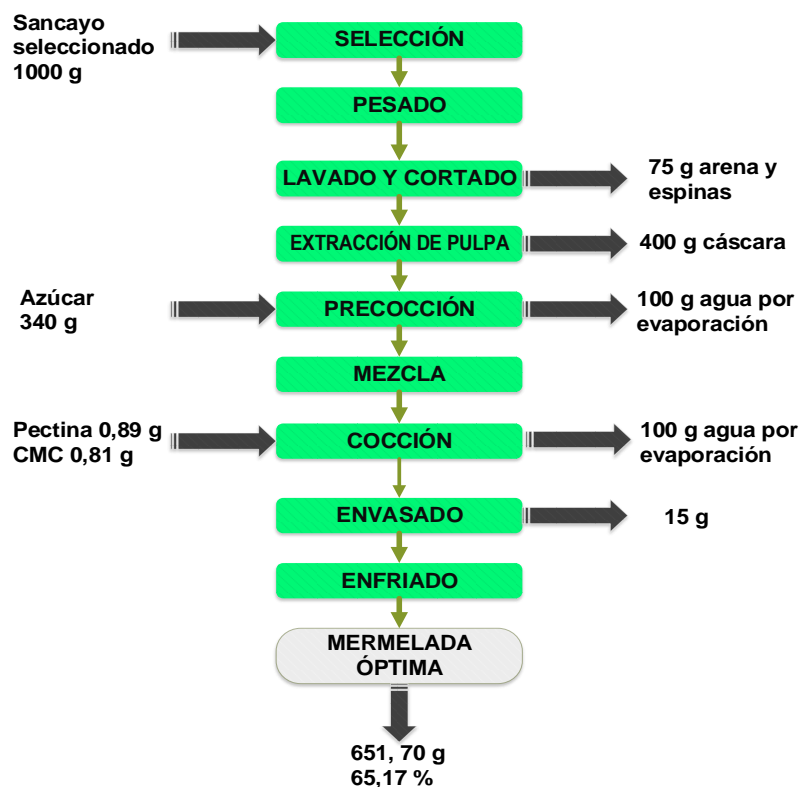 Sancayo
seleccionado
1000 g
SELECCIÓN
PESADO
LAVADO Y CORTADO
75 g arena y
espinas
EXTRACCIÓN DE PULPA
400 g cáscara
Azúcar
340 g
PRECOCCIÓN
100 g agua por
evaporación
MEZCLA
Pectina 0,89 g
CMC 0,81 g
COCCIÓN
100 g agua por
evaporación
ENVASADO
15 g
ENFRIADO
MERMELADA
ÓPTIMA
651, 70 g
65,17 %